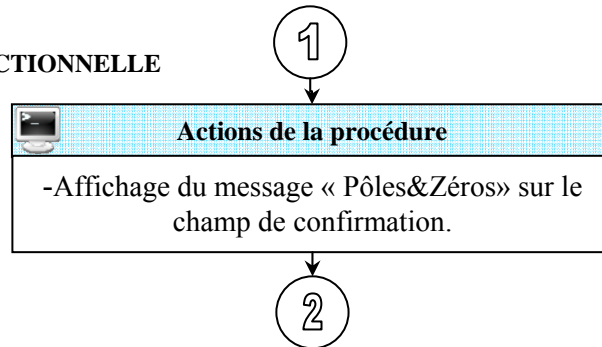 1
CTIONNELLE
Actions de la procédure
-Affichage du message « Pôles&Zéros» sur le
champ de confirmation.
2